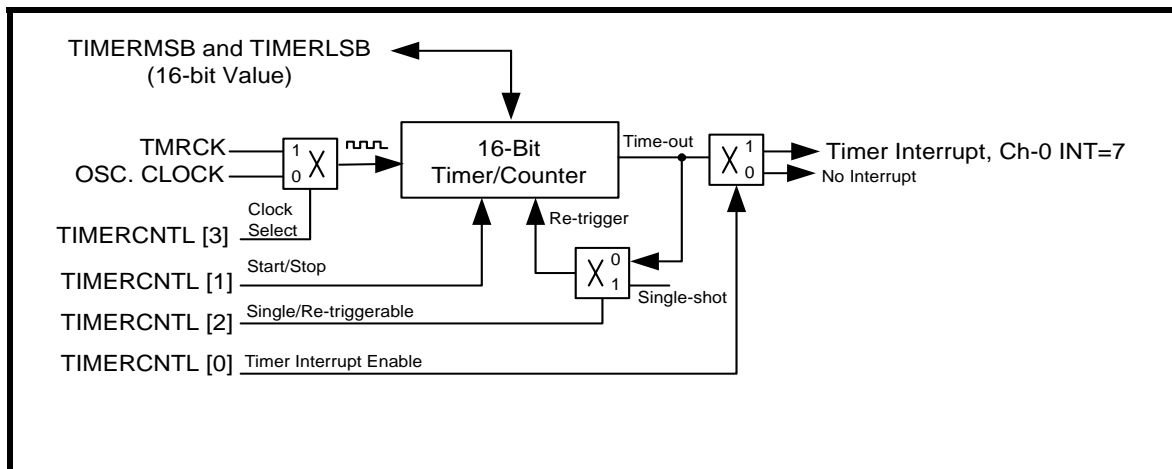 TIMERMSB and TIMERLSB
(16-bit Value)
TMRCK
OSC. CLOCK
1
0
X
16-Bit
Timer/Counter
Time-out
X
1
0
Timer Interrupt, Ch-0 INT=7
No Interrupt
Clock
Select
TIMERCNTL [3]
Re-trigger
X
0
1
Single-shot
TIMERCNTL [1]
Start/Stop
TIMERCNTL [2]
Single/Re-triggerable
TIMERCNTL [0]
Timer Interrupt Enable